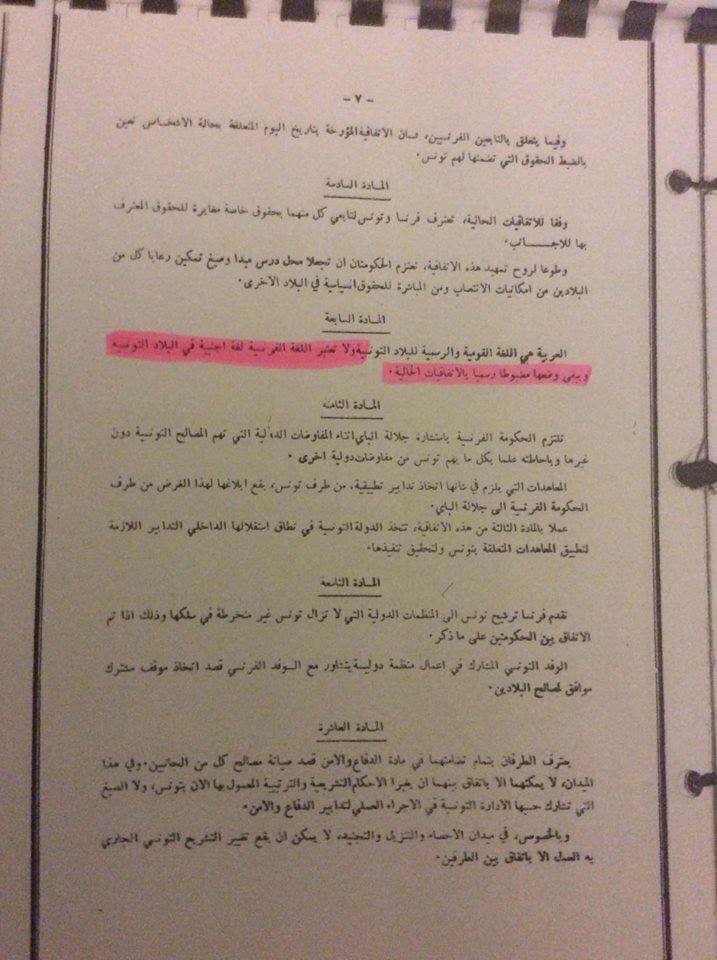 - ٧ -
وفيما يتعلق بالتابعين الفرنسيين، فان الاتفاقية المؤرخة بتاريخ اليوم المتعلقة بحالة الاشخاص تعين
بالضبط الحقوق التي تضمنها لهم تونس.
المادة السادسة
وفقا للاتفاقيات الحالية، تعترف فرنسا وتونس لتابعي كل منهما بحقوق خاصة مغايرة للحقوق المعترف
بها للاجـــانب.
وطوعا لروح تمهيد هذه الاتفاقية، تعتزم الحكومتان ان تجعلا محل درس مبدا وصيغ تمكين رعايا كل من
البلادين من امكانيات الانتصاب ومن المباشرة للحقوق السياسية في البلاد الاخرى.
المادة السابعة
العربية هي اللغة القومية والرسمية للبلاد التونسية ولا تعتبر اللغة الفرنسية لغة اجنبية في البلاد التونسية
ويبقى وضعها مضبوطا رسميا بالاتفاقيات الحالية.
المادة الثامنة
تلتزم الحكومة الفرنسية باستشارة جلالة الباي اثناء المفاوضات الدولية التي تهم المصالح التونسية دون
غيرها وباحاطته علما بكل ما يهم تونس من مفاوضات دولية اخرى.
المعاهدات التي يلزم في شانها اتخاذ تدابير تطبيقية، من طرف تونس، يقع ابلاغها لهذا الغرض من طرف
الحكومة الفرنسية الى جلالة الباي.
عملا بالمادة الثالثة من هذه الاتفاقية، تتخذ الدولة التونسية في نطاق استقلالها الداخلي التدابير اللازمة
لتطبيق المعاهدات المتعلقة بتونس ولتحقيق تنفيذها.
المادة التاسعة
تقدم فرنسا ترشيح تونس الى المنظمات الدولية التي لا تزال تونس غير منخرطة في سلكها وذلك اذا تم
الاتفاق بين الحكومتين على ما ذكر.
الوفد التونسي المشارك في اعمال منظمة دولية يتشاور مع الوفد الفرنسي قصد اتخاذ موقف مشترك
موافق لمصالح البلادين.
المادة العاشرة
يعترف الطرفان بتمام تضامنهما في مادة الدفاع والامن قصد صيانة مصالح كل من الجانبين. وفي هذا
الميدان، لا يمكنهما الا باتفاق بينهما ان يغيرا الاحكام التشريعية والترتيبية المعمول بها الآن بتونس، ولا الصيغ
التي تشارك حسبها الادارة التونسية في الاجراء العملي لتدابير الدفاع والامن.
وبالخصوص، في ميدان الاحصاء والتنزيل والتجنيد، لا يمكن ان يقع تغيير التشريع التونسي الجاري
به العمل الا باتفاق بين الطرفين.